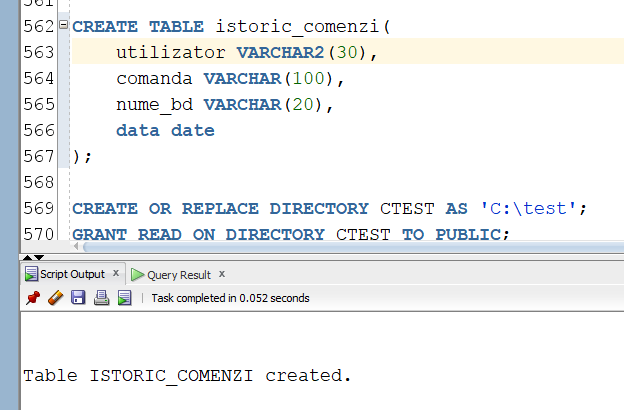 561
562 CREATE TABLE istoric_comenzi(
563 utilizator VARCHAR2(30),
564 comanda VARCHAR(100),
565 nume_bd VARCHAR(20),
566 data date
567 );
568
569 CREATE OR REPLACE DIRECTORY CTEST AS 'C:\test';
570 GRANT READ ON DIRECTORY CTEST TO PUBLIC;
Script Output x Query Result x
Task completed in 0.052 seconds
Table ISTORIC_COMENZI created.